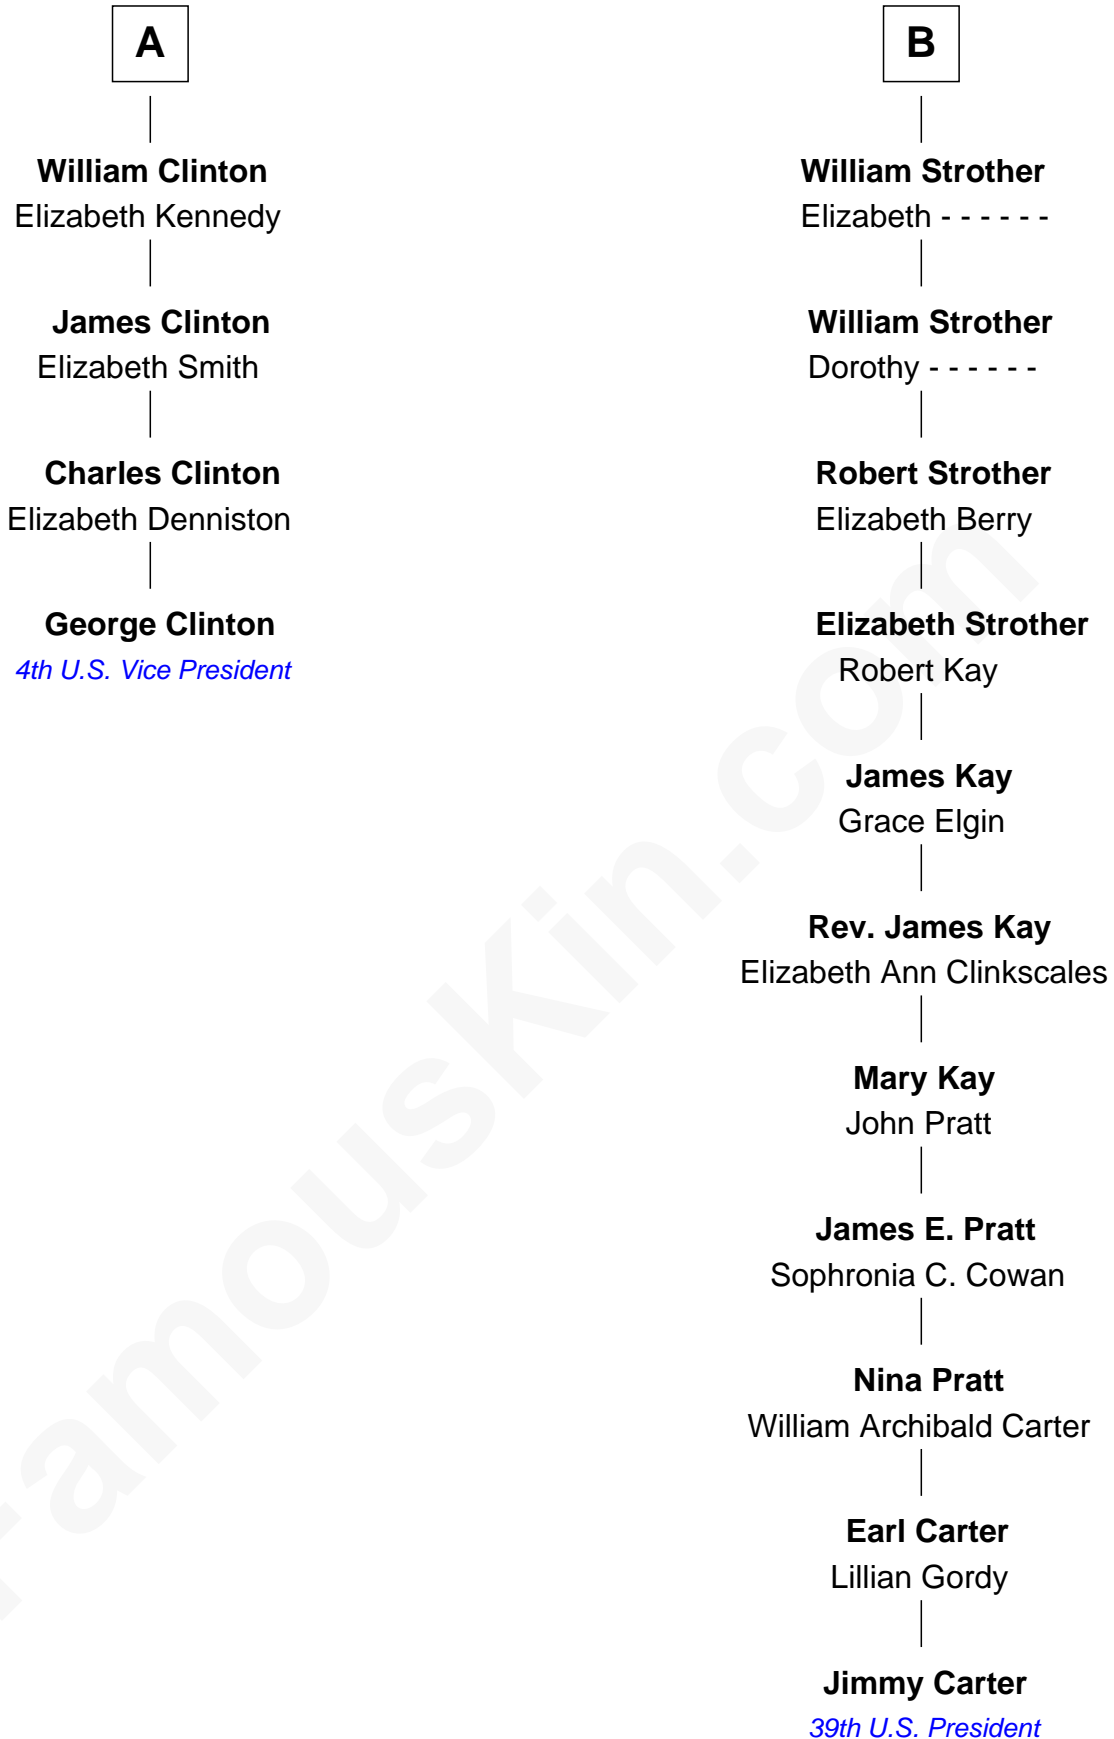 A
William Clinton
Elizabeth Kennedy
James Clinton
Elizabeth Smith
Charles Clinton
Elizabeth Denniston
George Clinton
4th U.S. Vice President
B
William Strother
Elizabeth - - - - - -
William Strother
Dorothy - - - - - -
Robert Strother
Elizabeth Berry
Elizabeth Strother
Robert Kay
James Kay
Grace Elgin
Rev. James Kay
Elizabeth Ann Clinkscales
Mary Kay
John Pratt
James E. Pratt
Sophronia C. Cowan
Nina Pratt
William Archibald Carter
Earl Carter
Lillian Gordy
Jimmy Carter
39th U.S. President
FamousKin.com